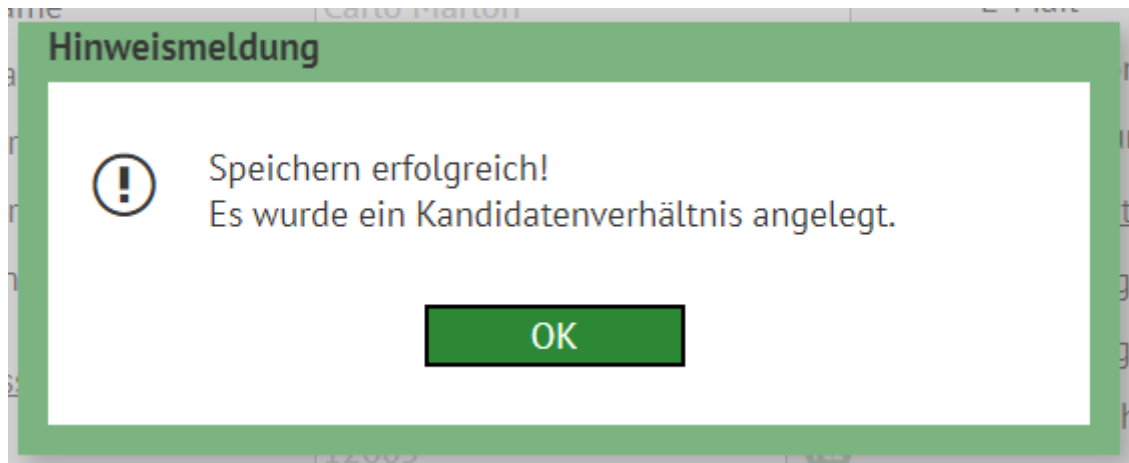 Hinweismeldung
Speichern erfolgreich!
Es wurde ein Kandidatenverhältnis angelegt.
OK